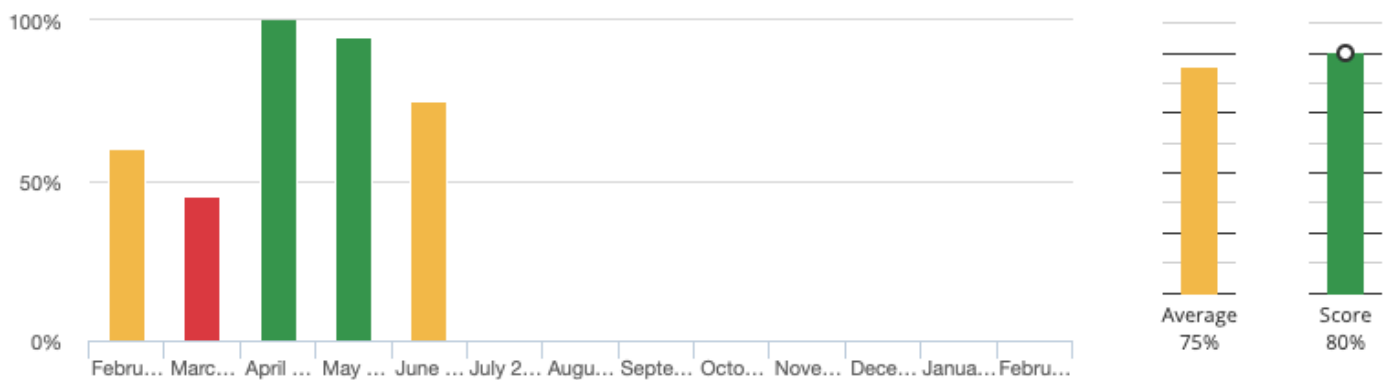 100%
50%
0%
Febru... Marc... April ... May ... June ... July 2... Augu... Septe... Octo... Nove... Dece... Janua... Febru...
Average
75%
Score
80%